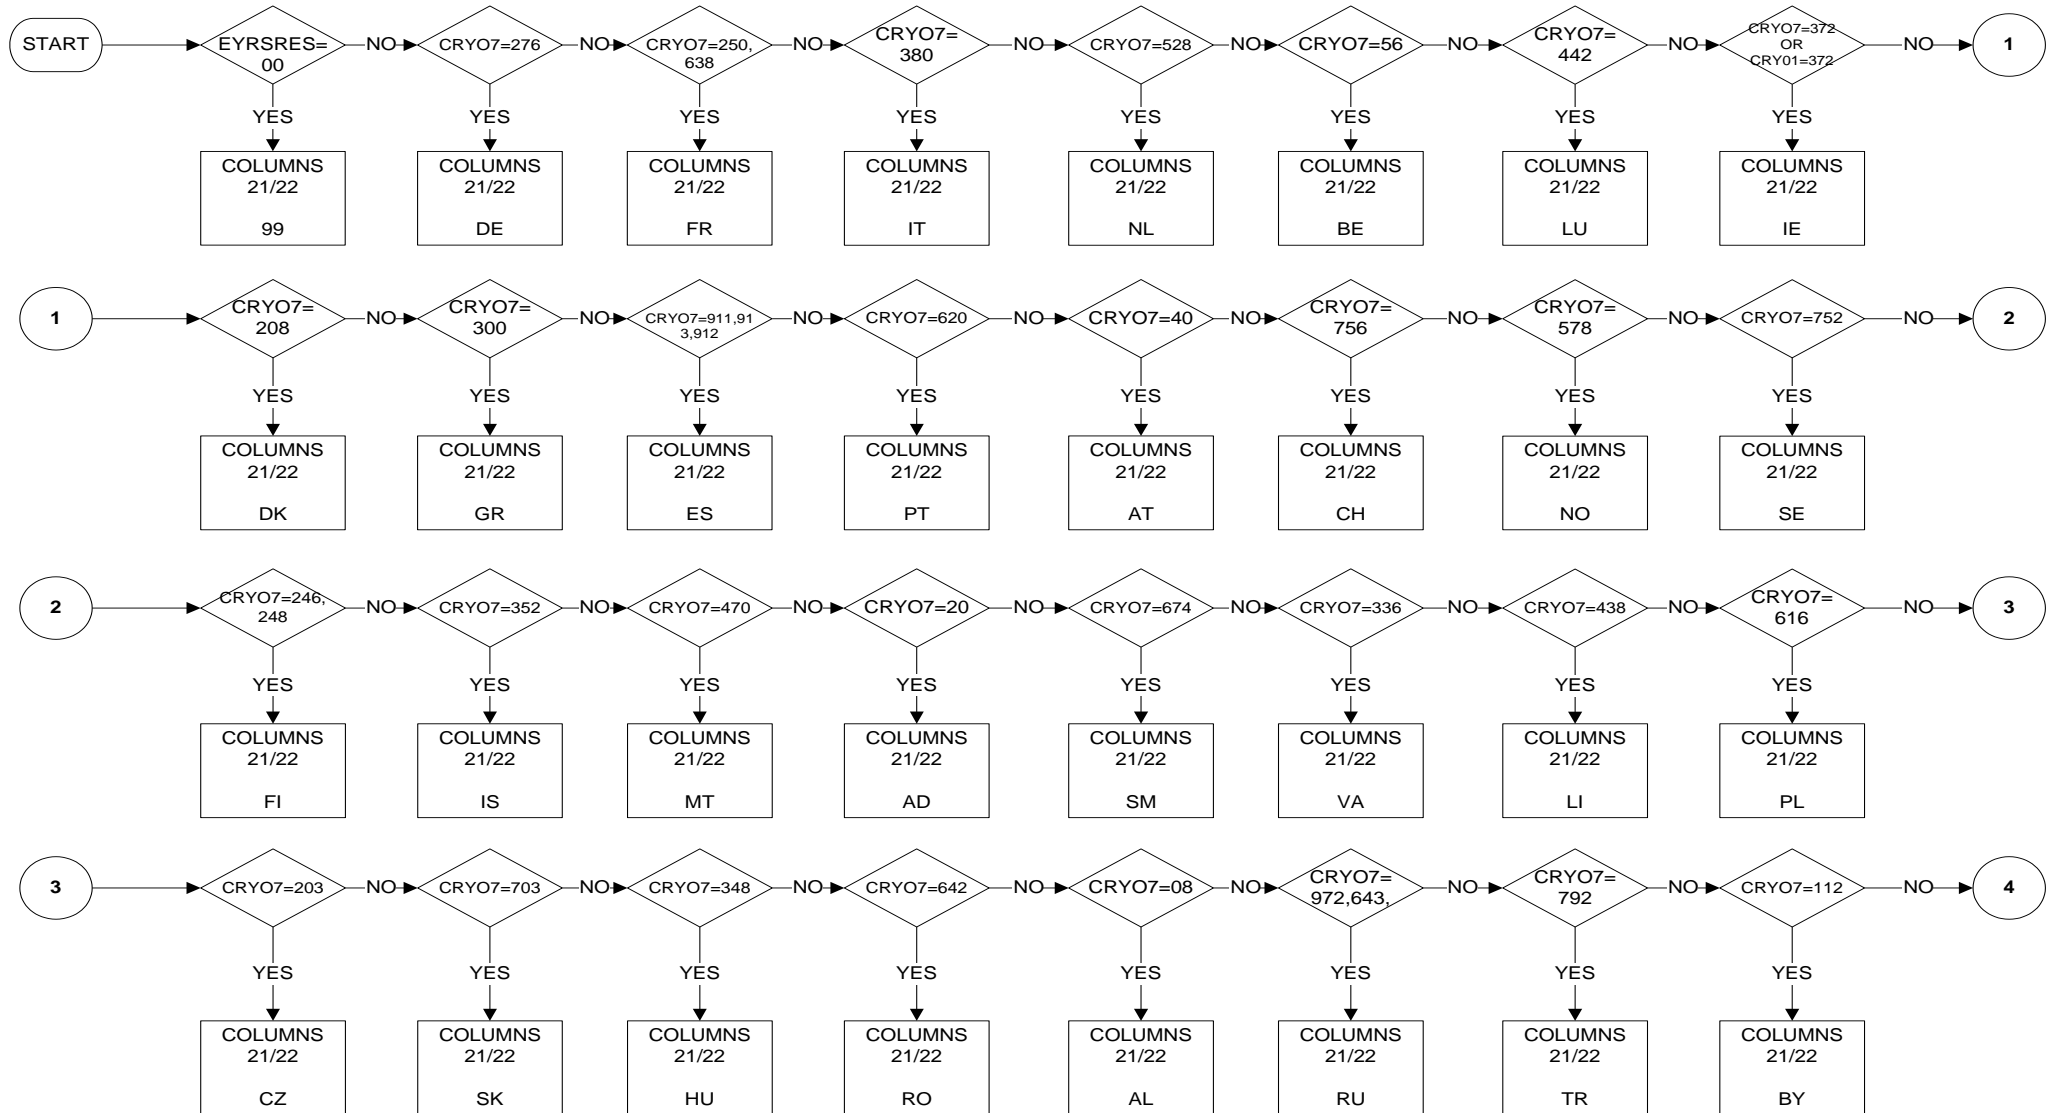 START
EYRSRES=
00
NO
CRYO7=276
NO
CRYO7=250,
638
NO
CRYO7=
380
NO
CRYO7=528
NO
CRYO7=56
NO
CRYO7=
442
NO
CRYO7=372
OR
CRY01=372
NO
1
YES
YES
YES
YES
YES
YES
YES
YES
COLUMNS
21/22
99
COLUMNS
21/22
DE
COLUMNS
21/22
FR
COLUMNS
21/22
IT
COLUMNS
21/22
NL
COLUMNS
21/22
BE
COLUMNS
21/22
LU
COLUMNS
21/22
IE
1
CRYO7=
208
NO
CRYO7=
300
NO
CRYO7=911,91
3,912
NO
CRYO7=620
NO
CRYO7=40
NO
CRYO7=
756
NO
CRYO7=
578
NO
CRYO7=752
NO
2
YES
YES
YES
YES
YES
YES
YES
YES
COLUMNS
21/22
DK
COLUMNS
21/22
GR
COLUMNS
21/22
ES
COLUMNS
21/22
PT
COLUMNS
21/22
AT
COLUMNS
21/22
CH
COLUMNS
21/22
NO
COLUMNS
21/22
SE
2
CRYO7=246,
248
NO
CRYO7=352
NO
CRYO7=470
NO
CRYO7=20
NO
CRYO7=674
NO
CRYO7=336
NO
CRYO7=438
NO
CRYO7=
616
NO
3
YES
YES
YES
YES
YES
YES
YES
YES
COLUMNS
21/22
FI
COLUMNS
21/22
IS
COLUMNS
21/22
MT
COLUMNS
21/22
AD
COLUMNS
21/22
SM
COLUMNS
21/22
VA
COLUMNS
21/22
LI
COLUMNS
21/22
PL
3
CRYO7=203
NO
CRYO7=703
NO
CRYO7=348
NO
CRYO7=642
NO
CRYO7=08
NO
CRYO7=
972,643,
NO
CRYO7=
792
NO
CRYO7=112
NO
4
YES
YES
YES
YES
YES
YES
YES
YES
COLUMNS
21/22
CZ
COLUMNS
21/22
SK
COLUMNS
21/22
HU
COLUMNS
21/22
RO
COLUMNS
21/22
AL
COLUMNS
21/22
RU
COLUMNS
21/22
TR
COLUMNS
21/22
BY